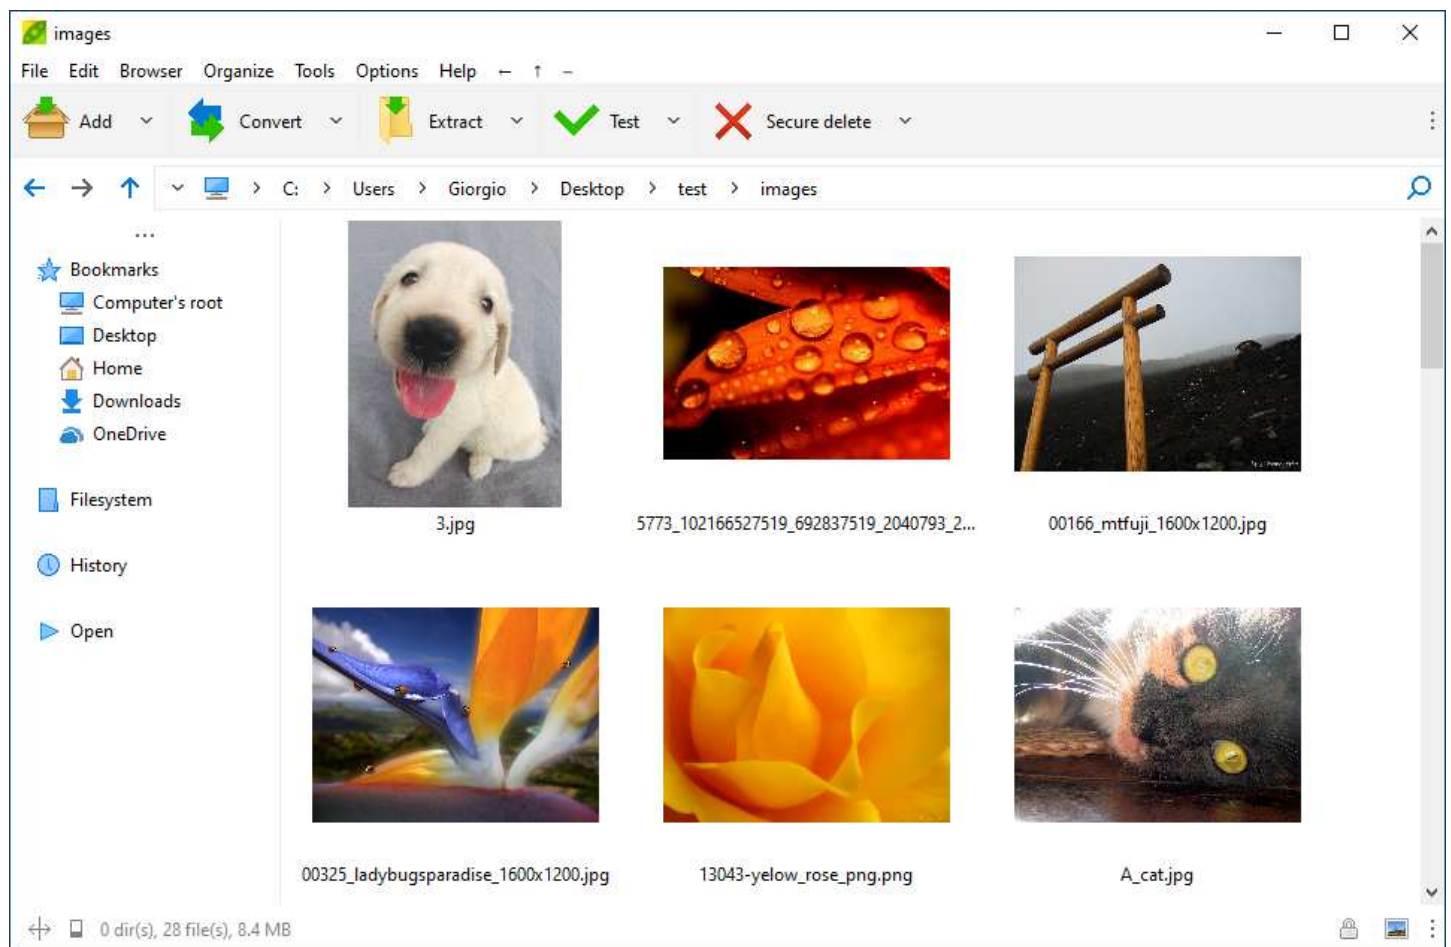 images
File Edit Browser Organize Tools Options Help
Add Convert Extract Test Secure delete
C: > Users > Giorgio > Desktop > test > images
...
Bookmarks
Computer's root
Desktop
Home
Downloads
OneDrive
Filesystem
History
Open
3.jpg 5773_102166527519_692837519_2040793_2... 00166_mtfuji_1600x1200.jpg
00325_ladybugsparadise_1600x1200.jpg 13043-yelow_rose_png.png A_cat.jpg
0 dir(s), 28 file(s), 8.4 MB